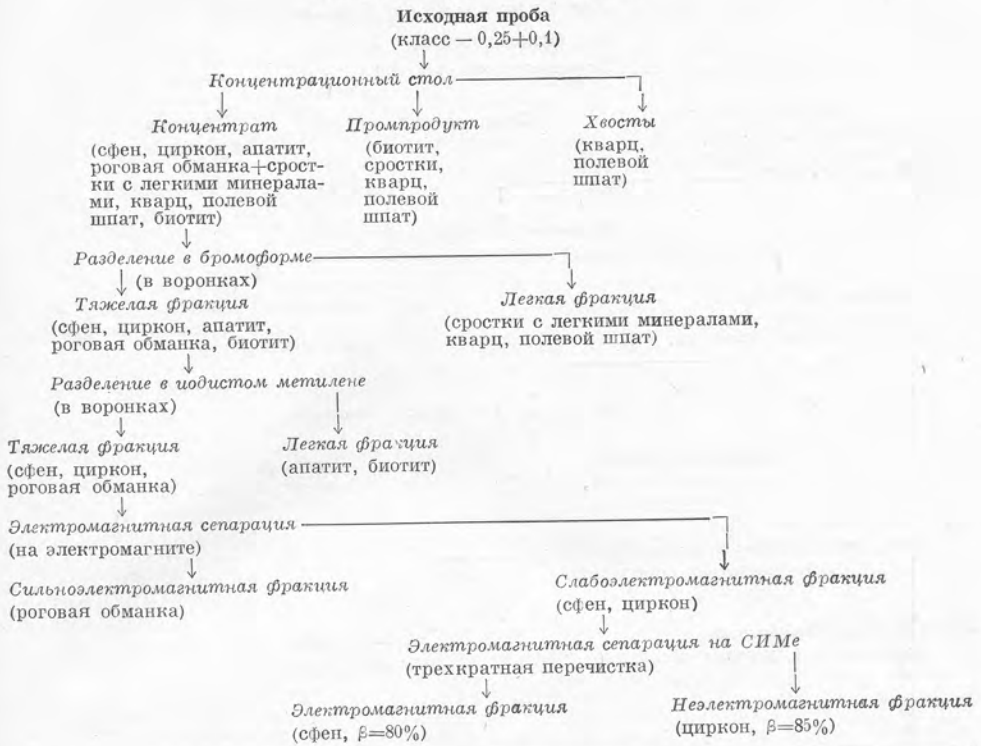 Исходная проба
(класс — 0,25+0,1)
Концентрационный стол
Концентрат
(сфен, циркон, апатит,
роговая обманка+срост-
ки с легкими минерала-
ми, кварц, полевой
шпат, биотит)
Промпродукт
(биотит,
сростки,
кварц,
полевой
шпат)
Хвосты
(кварц,
полевой
шпат)
Разделение в бромоформе
(в воронках)
Тяжелая фракция
(сфен, циркон, апатит,
роговая обманка, биотит)
Легкая фракция
(сростки с легкими минералами,
кварц, полевой шпат)
Разделение в иодистом метилене
(в воронках)
Тяжелая фракция
(сфен, циркон,
роговая обманка)
Легкая фракция
(апатит, биотит)
Электромагнитная сепарация
(на электромагните)
Сильноэлектромагнитная фракция
(роговая обманка)
Слабоэлектромагнитная фракция
(сфен, циркон)
Электромагнитная сепарация на СИМе
(трехкратная перечистка)
Электромагнитная фракция
(сфен, β=80%)
Неэлектромагнитная фракция
(циркон, β=85%)